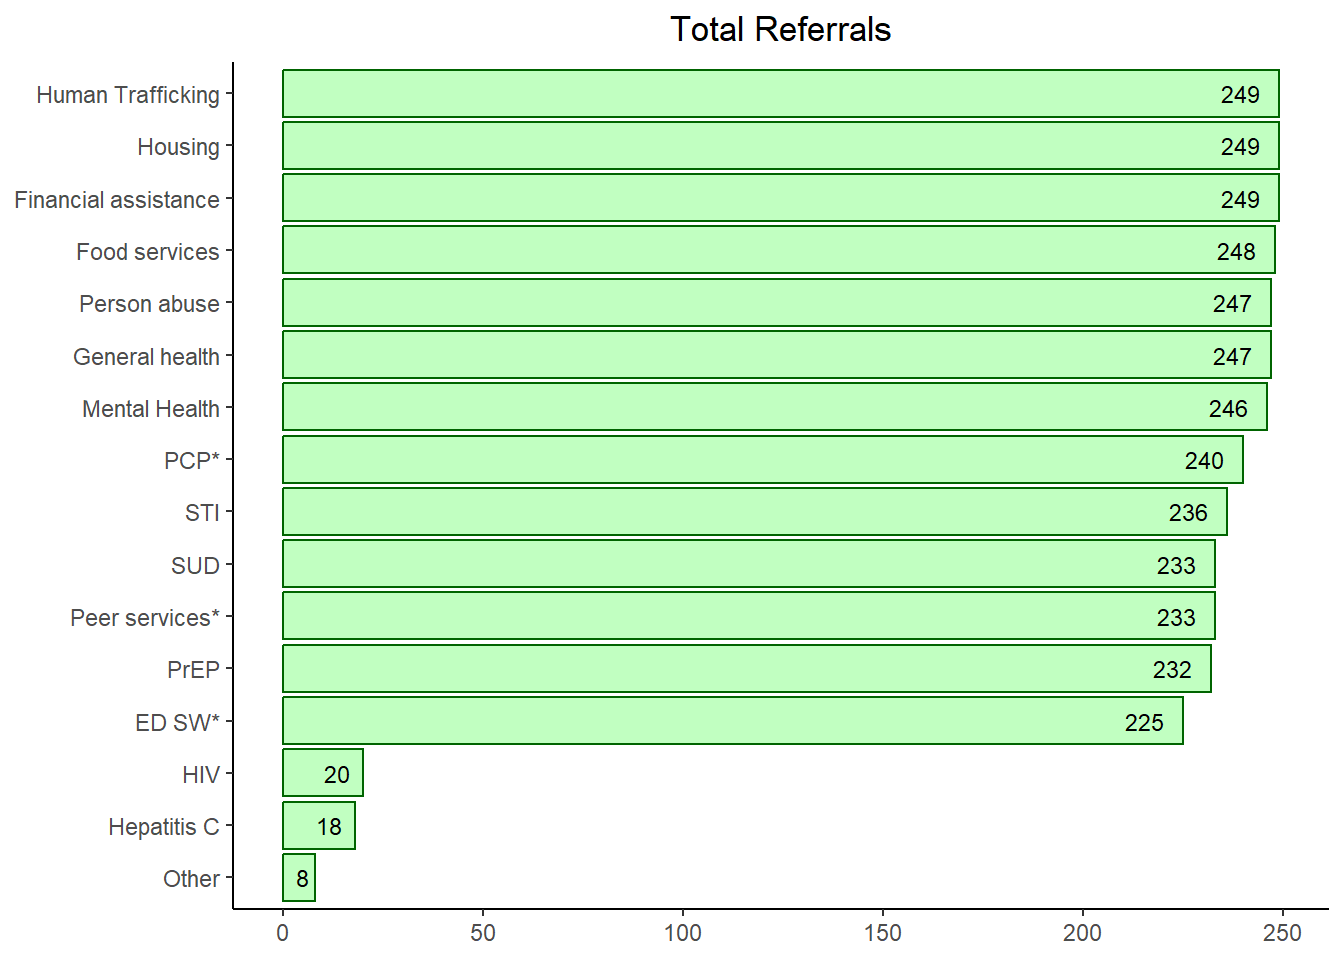 Total Referrals
Human Trafficking 249
Housing 249
Financial assistance 249
Food services 248
Person abuse 247
General health 247
Mental Health 246
PCP* 240
STI 236
SUD 233
Peer services* 233
PrEP 232
ED SW* 225
HIV 20
Hepatitis C 18
Other 8
0 50 100 150 200 250